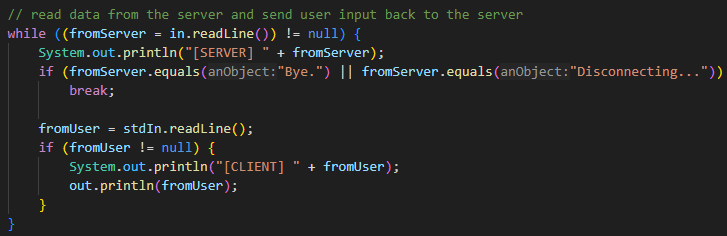 // read data from the server and send user input back to the server
while ((fromServer = in.readLine()) != null) {
    System.out.println("[SERVER] " + fromServer);
    if (fromServer.equals(anObject:"Bye.") || fromServer.equals(anObject:"Disconnecting..."))
        break;

    fromUser = stdIn.readLine();
    if (fromUser != null) {
        System.out.println("[CLIENT] " + fromUser);
        out.println(fromUser);
    }
}